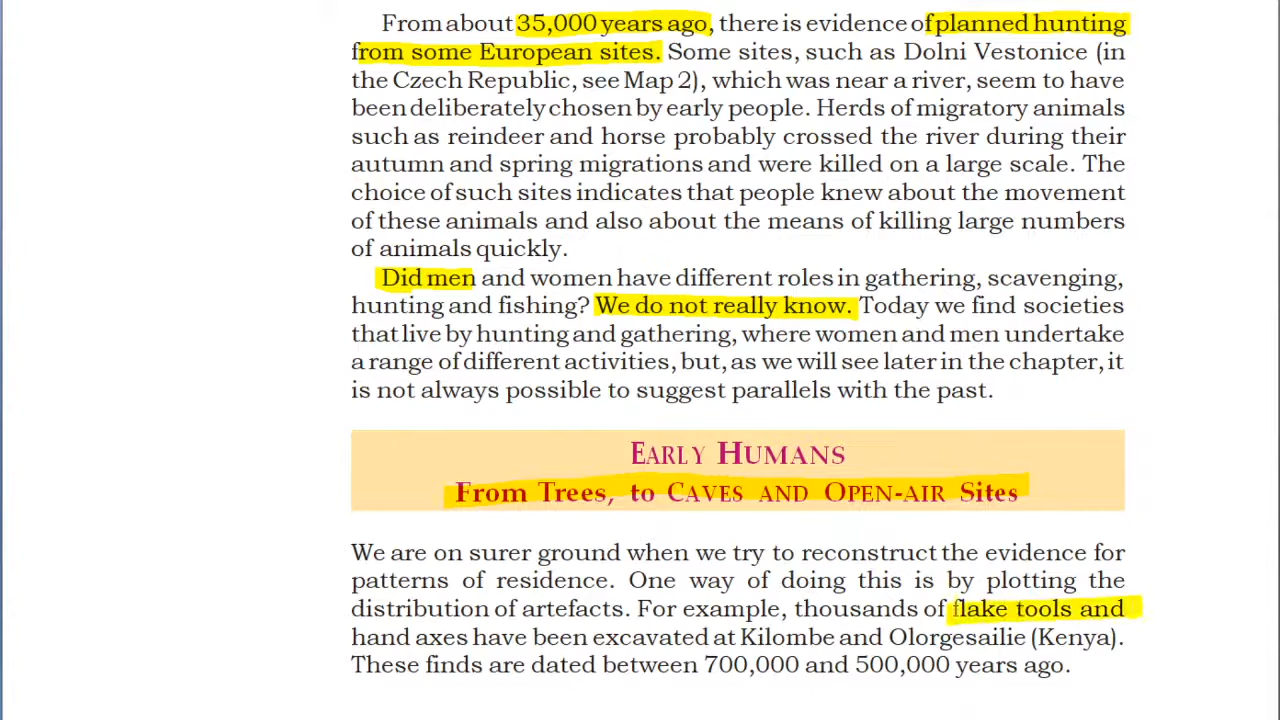 From about 35,000 years ago, there is evidence of planned hunting
from some European sites. Some sites, such as Dolni Vestonice (in
the Czech Republic, see Map 2), which was near a river, seem to have
been deliberately chosen by early people. Herds of migratory animals
such as reindeer and horse probably crossed the river during their
autumn and spring migrations and were killed on a large scale. The
choice of such sites indicates that people knew about the movement
of these animals and also about the means of killing large numbers
of animals quickly.
Did men and women have different roles in gathering, scavenging,
hunting and fishing? We do not really know. Today we find societies
that live by hunting and gathering, where women and men undertake
a range of different activities, but, as we will see later in the chapter, it
is not always possible to suggest parallels with the past.
EARLY HUMANS
From Trees, to CAVES AND OPEN-AIR Sites
We are on surer ground when we try to reconstruct the evidence for
patterns of residence. One way of doing this is by plotting the
distribution of artefacts. For example, thousands of flake tools and
hand axes have been excavated at Kilombe and Olorgesailie (Kenya).
These finds are dated between 700,000 and 500,000 years ago.